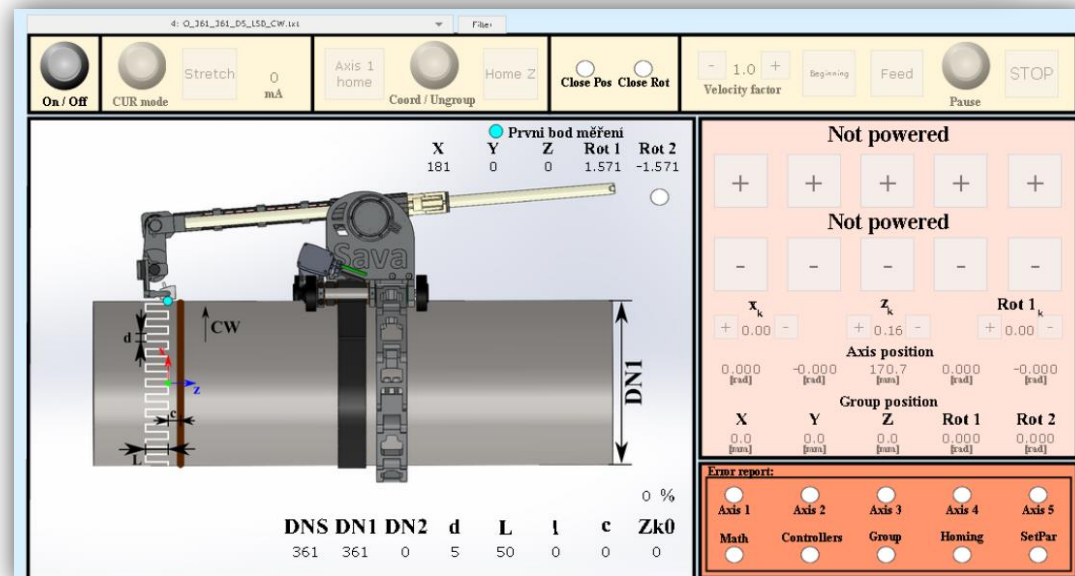 4: O_361_361_D5_L50_CW.txt Filter
On / Off CUR mode Stretch 0 mA Axis 1 home Coord / Ungroup Home Z Close Pos Close Rot - 1.0 + Velocity factor Beginning Feed Pause STOP
Prvni bod měření
X Y Z Rot 1 Rot 2
181 0 0 1.571 -1.571
Sava
CW
d
x
z
c
L
DN1
0 %
DNS DN1 DN2 d L l c Zk0
361 361 0 5 50 0 0 0
Not powered
+ + + + +
Not powered
- - - - -
xk zk Rot 1k
+ 0.00 - + 0.16 - + 0.00 -
Axis position
0.000 -0.000 170.7 0.000 -0.000
[rad] [rad] [mm] [rad] [rad]
Group position
X Y Z Rot 1 Rot 2
0.0 0.0 0.0 0.000 0.000
[mm] [mm] [mm] [rad] [rad]
Error report:
Axis 1 Axis 2 Axis 3 Axis 4 Axis 5
Math Controllers Group Homing SetPar